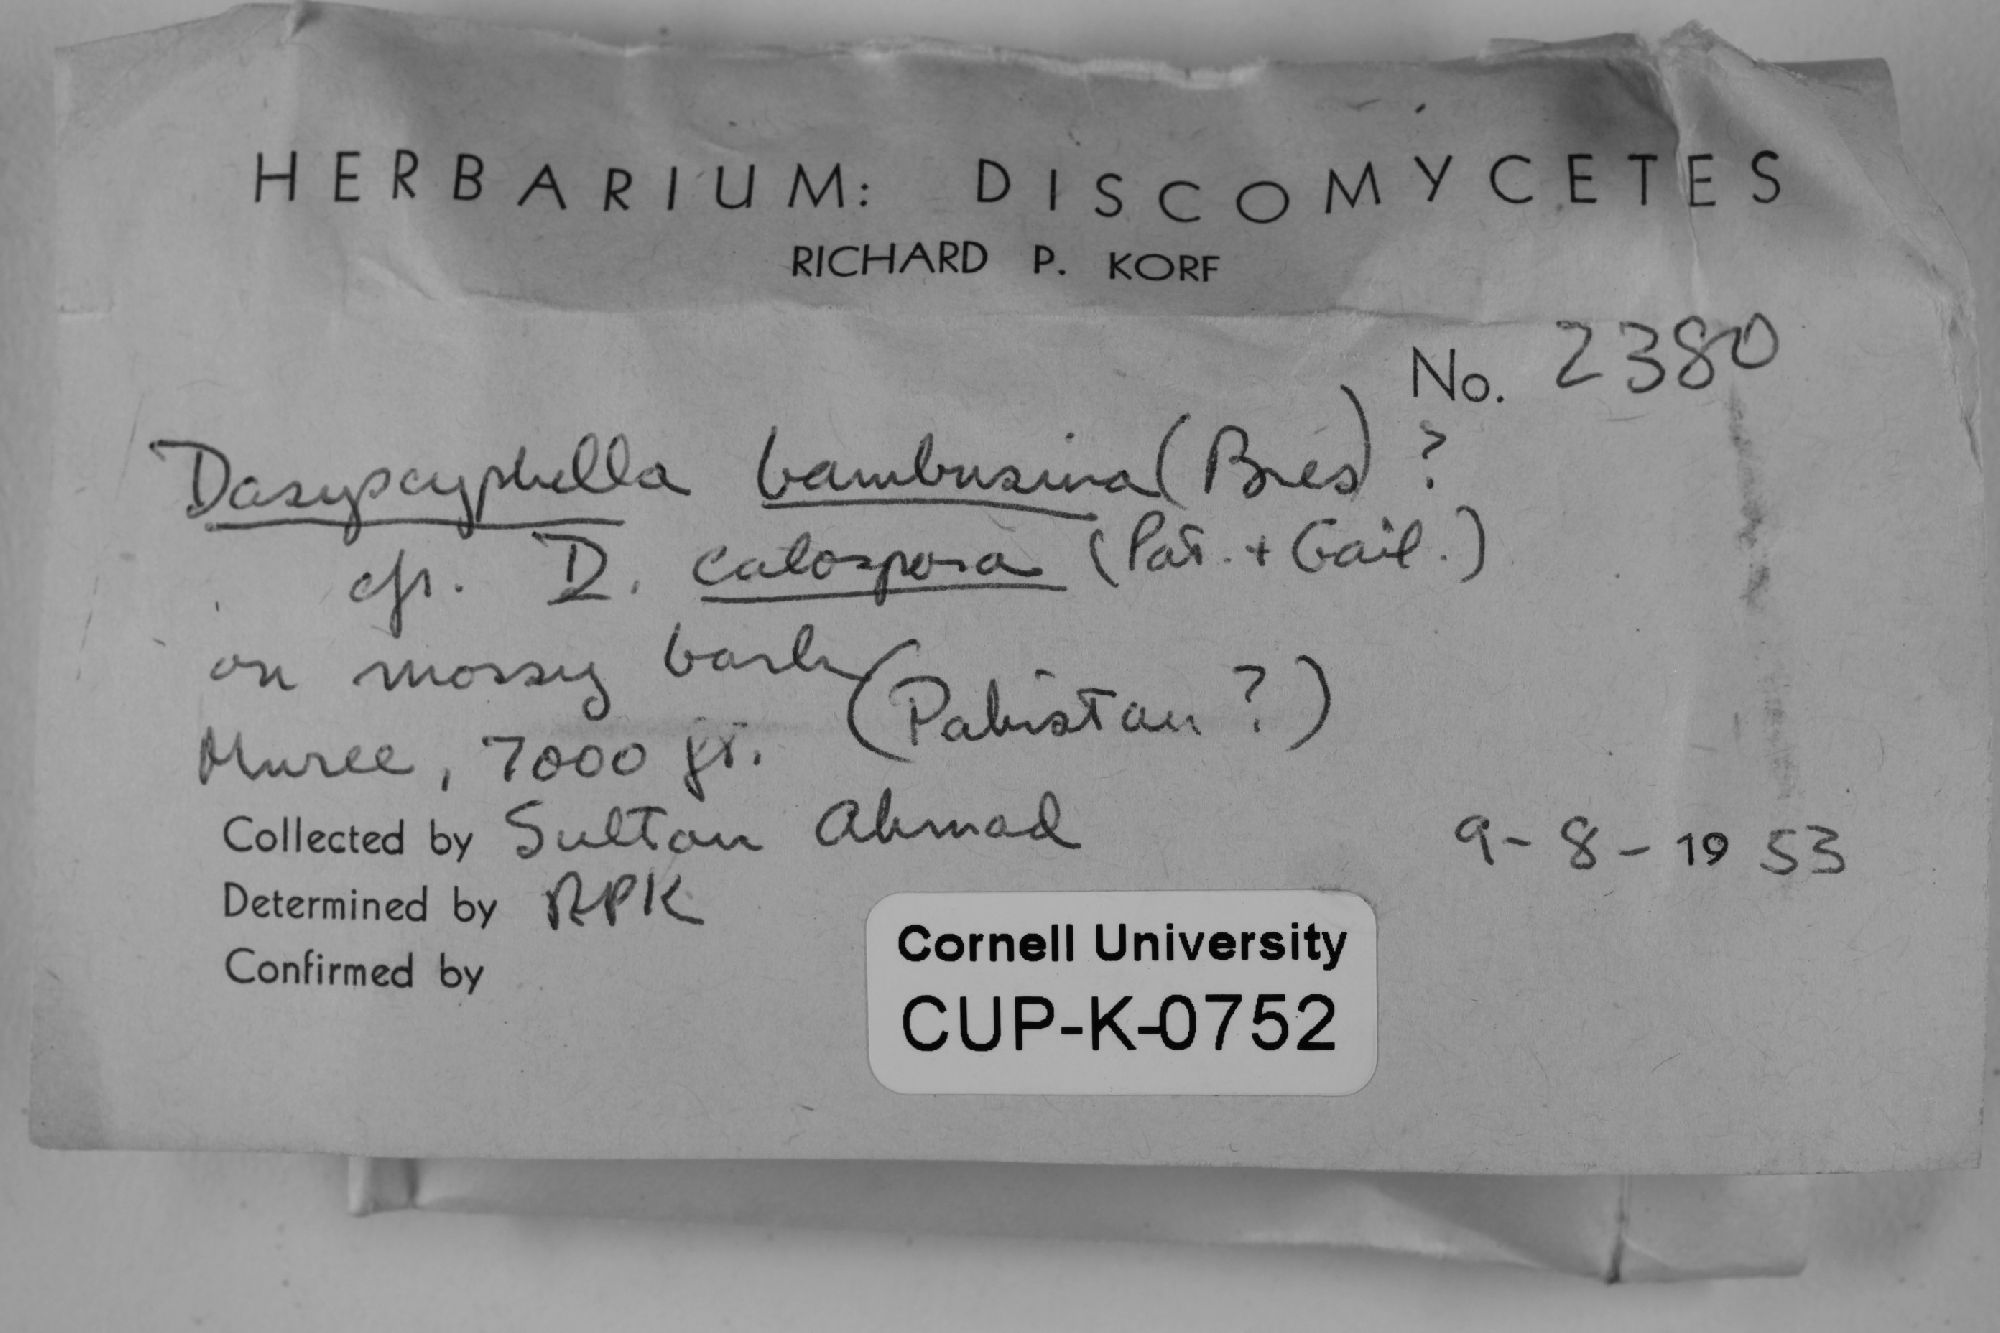 HERBARIUM: DISCOMYCETES
RICHARD P. KORF
No. 2380
Dasyscyphella bambusina (Bres) ?
cfr. D. calospora (Pat. + Gail.)
on mossy bark
Muree, 7000 ft. (Pakistan ?)
Collected by Sultan Ahmad 9-8-1953
Determined by RPK
Confirmed by
Cornell University
CUP-K-0752